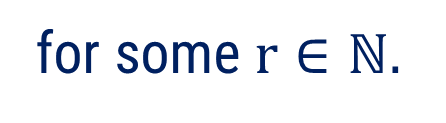 for some r ∈ ℕ.